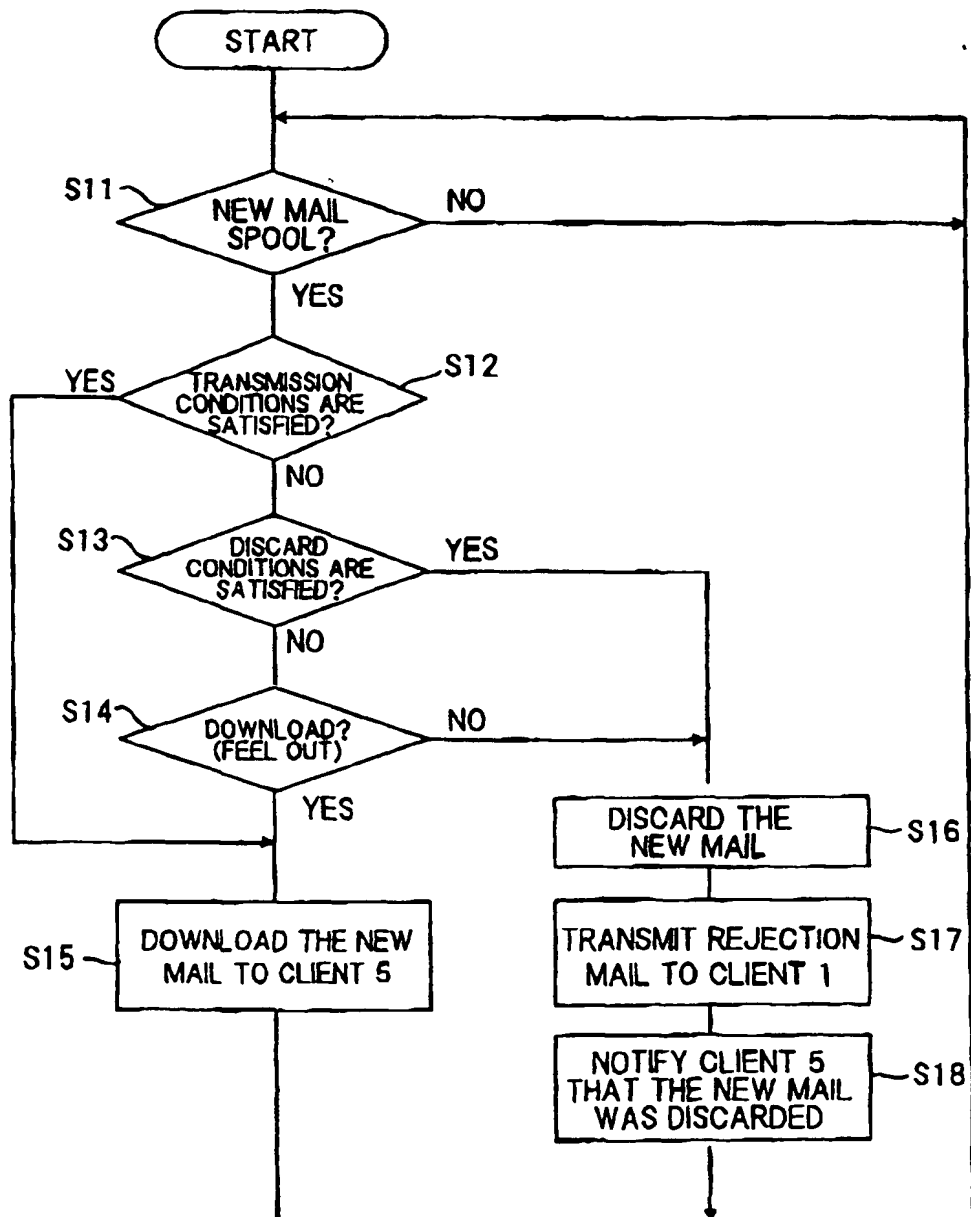 START
S11
NEW MAIL
SPOOL?
NO
YES
YES
TRANSMISSION
CONDITIONS ARE
SATISFIED?
S12
NO
S13
DISCARD
CONDITIONS ARE
SATISFIED?
YES
NO
S14
DOWNLOAD?
(FEEL OUT)
NO
YES
DISCARD THE
NEW MAIL
S16
S15
DOWNLOAD THE NEW
MAIL TO CLIENT 5
TRANSMIT REJECTION
MAIL TO CLIENT 1
S17
NOTIFY CLIENT 5
THAT THE NEW MAIL
WAS DISCARDED
S18